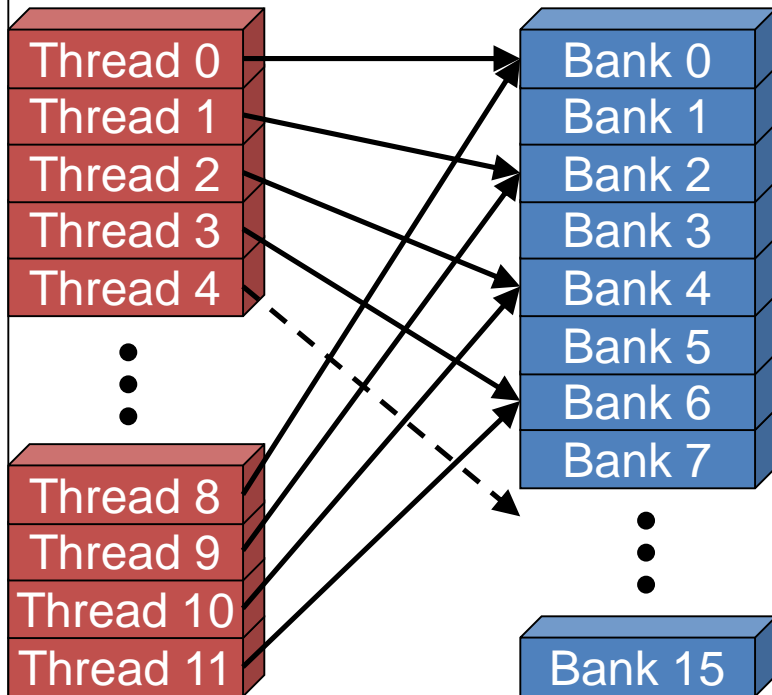 Thread 0
Thread 1
Thread 2
Thread 3
Thread 4
Thread 8
Thread 9
Thread 10
Thread 11
Bank 0
Bank 1
Bank 2
Bank 3
Bank 4
Bank 5
Bank 6
Bank 7
Bank 15